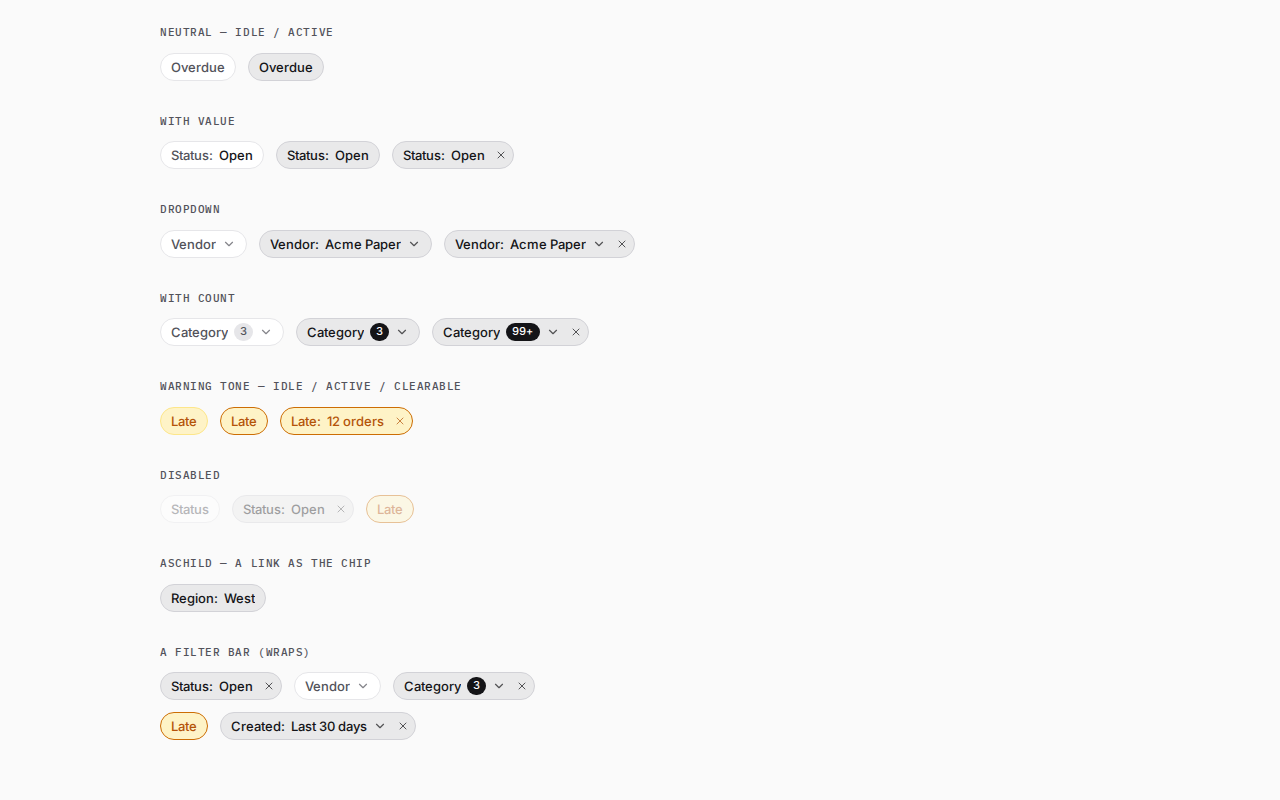 NEUTRAL — IDLE / ACTIVE
Overdue Overdue
WITH VALUE
Status: Open Status: Open Status: Open
DROPDOWN
Vendor Vendor: Acme Paper Vendor: Acme Paper
WITH COUNT
Category 3 Category 3 Category 99+
WARNING TONE — IDLE / ACTIVE / CLEARABLE
Late Late Late: 12 orders
DISABLED
Status Status: Open Late
ASCHILD — A LINK AS THE CHIP
Region: West
A FILTER BAR (WRAPS)
Status: Open Vendor Category 3
Late Created: Last 30 days